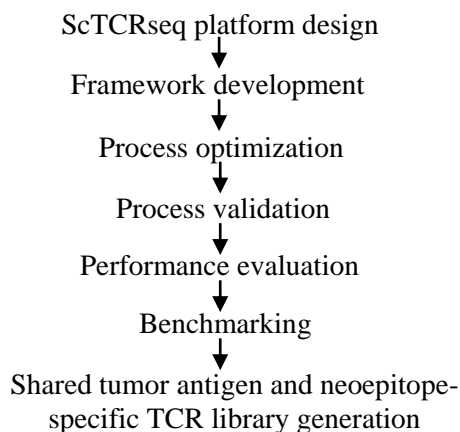 ScTCRseq platform design
Framework development
Process optimization
Process validation
Performance evaluation
Benchmarking
Shared tumor antigen and neoepitope-
specific TCR library generation